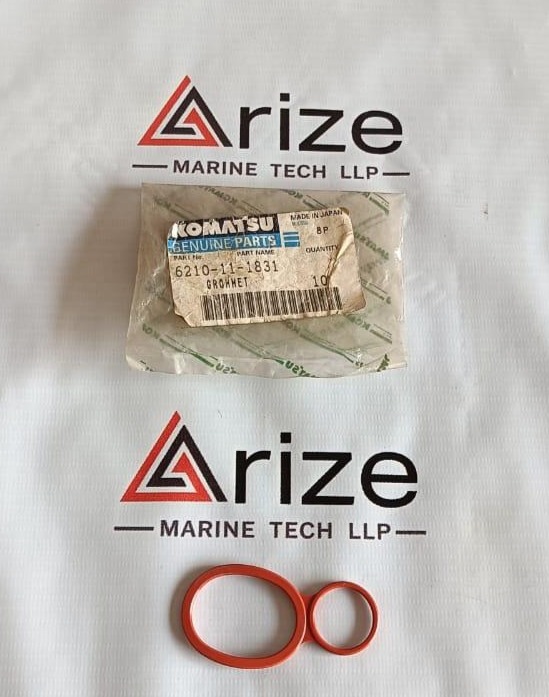 Arize
MARINE TECH LLP
KOMATSU
GENUINE PARTS
MADE IN JAPAN
PART No.
PART NAME
8P
QUANTITY
6210-11-1831
GROMMET
10
Arize
MARINE TECH LLP